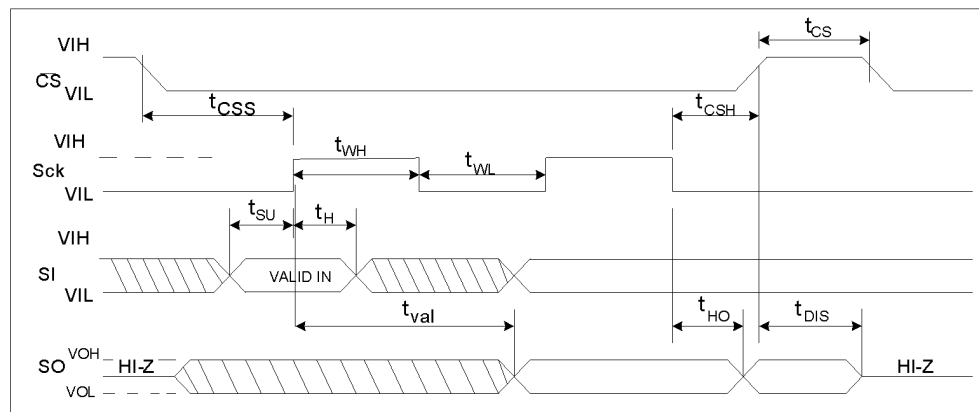 VIH
tCS
CS
VIL
tCSS
tCSH
VIH
tWH
Sck
tWL
VIL
tSU
tH
VIH
SI
VALID IN
VIL
tval
tHO
tDIS
VOH
SO
HI-Z
HI-Z
VOL